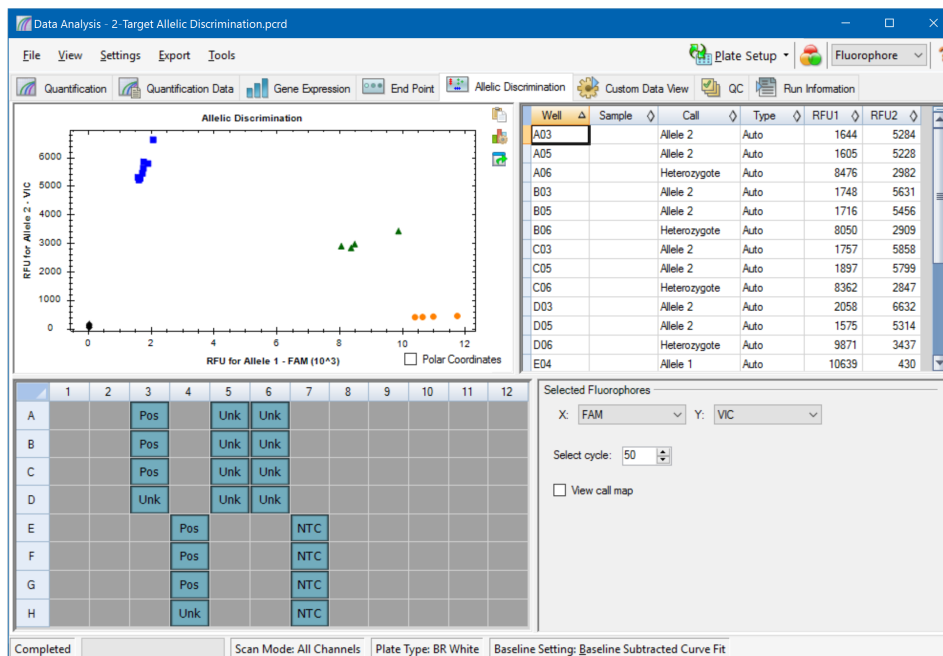 Data Analysis - 2-Target Allelic Discrimination.pcrd
File View Settings Export Tools Plate Setup Fluorophore
Quantification Quantification Data Gene Expression End Point Allelic Discrimination Custom Data View QC Run Information
Allelic Discrimination
RFU for Allele 2 - VIC
6000
5000
4000
3000
2000
1000
0
0 2 4 6 8 10 12
RFU for Allele 1 - FAM (10^3)
Polar Coordinates
Well Sample Call Type RFU1 RFU2
A03 Allele 2 Auto 1644 5284
A05 Allele 2 Auto 1605 5228
A06 Heterozygote Auto 8476 2982
B03 Allele 2 Auto 1748 5631
B05 Allele 2 Auto 1716 5456
B06 Heterozygote Auto 8050 2909
C03 Allele 2 Auto 1757 5858
C05 Allele 2 Auto 1897 5799
C06 Heterozygote Auto 8362 2847
D03 Allele 2 Auto 2058 6632
D05 Allele 2 Auto 1575 5314
D06 Heterozygote Auto 9871 3437
E04 Allele 1 Auto 10639 430
1 2 3 4 5 6 7 8 9 10 11 12
A Pos Unk Unk
B Pos Unk Unk
C Pos Unk Unk
D Unk Unk Unk
E Pos NTC
F Pos NTC
G Pos NTC
H Unk NTC
Selected Fluorophores
X: FAM Y: VIC
Select cycle: 50
View call map
Completed Scan Mode: All Channels Plate Type: BR White Baseline Setting: Baseline Subtracted Curve Fit